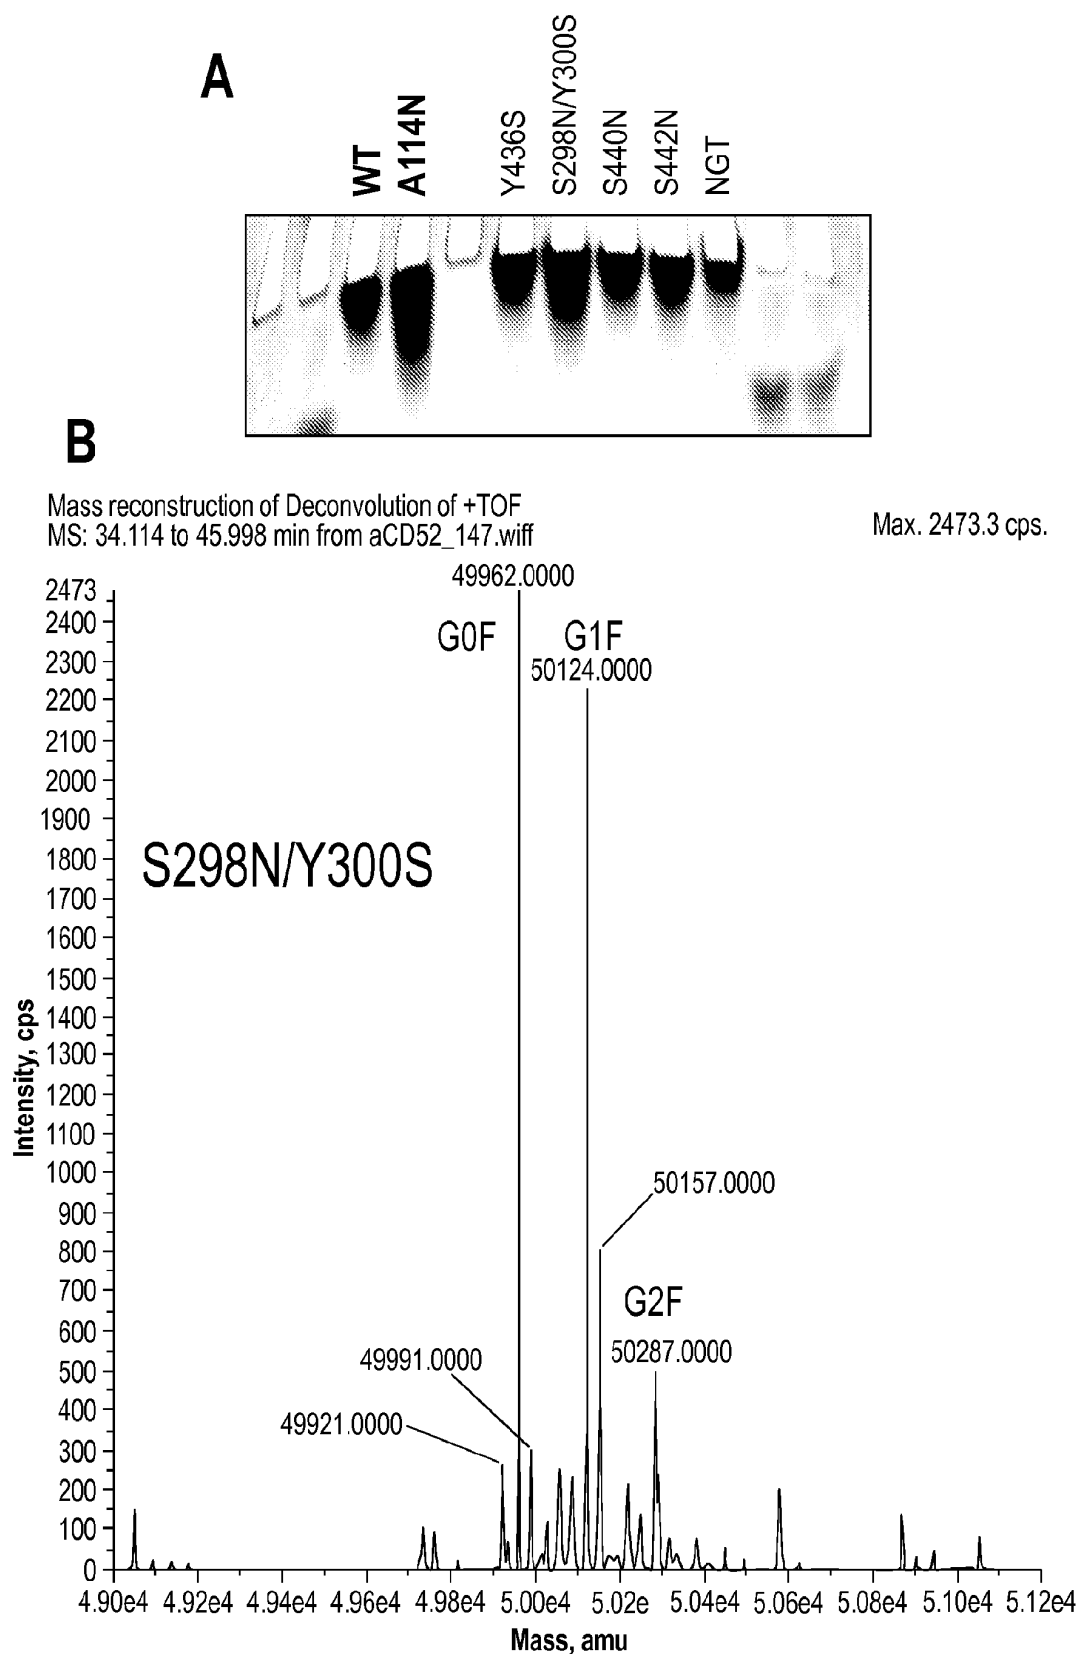 A
WT
A114N
Y436S
S298N/Y300S
S440N
S442N
NGT
B
Mass reconstruction of Deconvolution of +TOF
MS: 34.114 to 45.998 min from aCD52_147.wiff
Max. 2473.3 cps.
49962.0000
G0F
G1F
50124.0000
S298N/Y300S
50157.0000
G2F
50287.0000
49991.0000
49921.0000
2473
2400
2300
2200
2100
2000
1900
1800
1700
1600
1500
1400
1300
1200
1100
1000
900
800
700
600
500
400
300
200
100
0
Intensity, cps
4.90e4 4.92e4 4.94e4 4.96e4 4.98e4 5.00e4 5.02e 5.04e4 5.06e4 5.08e4 5.10e4 5.12e4
Mass, amu